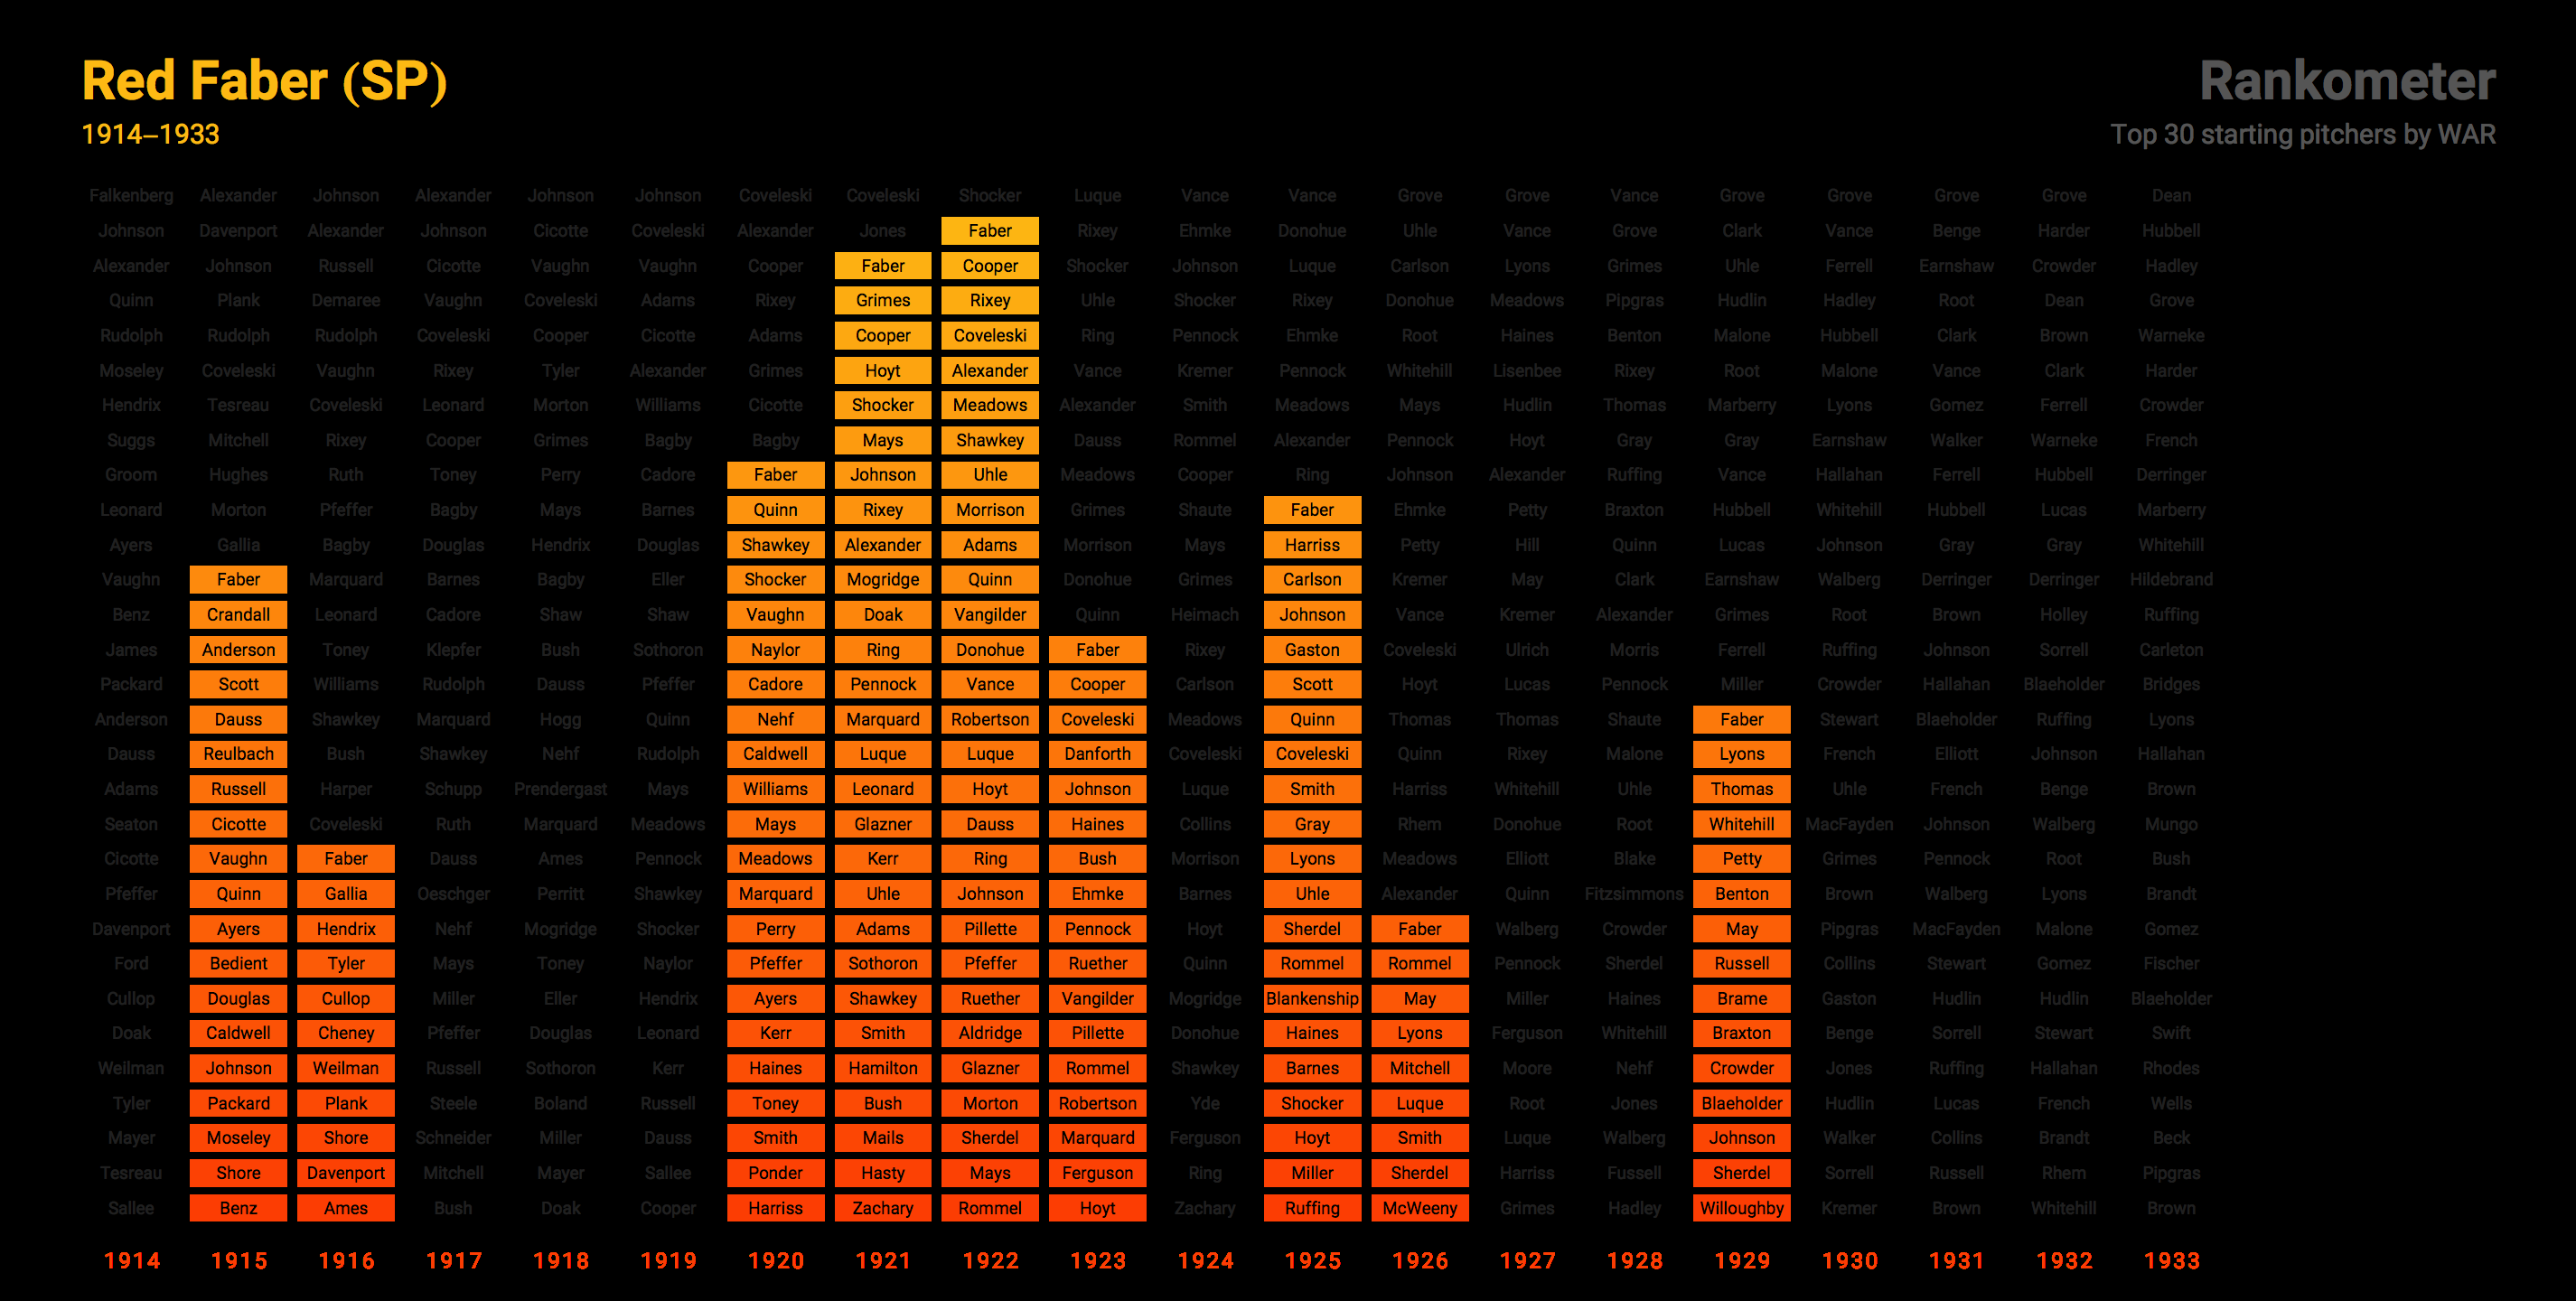 Red Faber (SP)
1914–1933
Rankometer
Top 30 starting pitchers by WAR
Falkenberg Alexander Johnson Alexander Johnson Johnson Coveleski Coveleski Shocker Luque Vance Vance Grove Grove Vance Grove Grove Grove Grove Dean
Johnson Davenport Alexander Johnson Cicotte Coveleski Alexander Jones Faber Rixey Ehmke Donohue Uhle Vance Grove Clark Vance Benge Harder Hubbell
Alexander Johnson Russell Cicotte Vaughn Vaughn Cooper Faber Cooper Shocker Johnson Luque Carlson Lyons Grimes Uhle Ferrell Earnshaw Crowder Hadley
Quinn Plank Demaree Vaughn Coveleski Adams Rixey Grimes Rixey Uhle Shocker Rixey Donohue Meadows Pipgras Hudlin Hadley Root Dean Grove
Rudolph Rudolph Rudolph Coveleski Cooper Cicotte Adams Cooper Coveleski Ring Pennock Ehmke Root Haines Benton Malone Hubbell Clark Brown Warneke
Moseley Coveleski Vaughn Rixey Tyler Alexander Grimes Hoyt Alexander Vance Kremer Pennock Whitehill Lisenbee Rixey Root Malone Vance Clark Harder
Hendrix Tesreau Coveleski Leonard Morton Williams Cicotte Shocker Meadows Alexander Smith Meadows Mays Hudlin Thomas Marberry Lyons Gomez Ferrell Crowder
Suggs Mitchell Rixey Cooper Grimes Bagby Bagby Mays Shawkey Dauss Rommel Alexander Pennock Hoyt Gray Gray Earnshaw Walker Warneke French
Groom Hughes Ruth Toney Perry Cadore Faber Johnson Uhle Meadows Cooper Ring Johnson Alexander Ruffing Vance Hallahan Ferrell Hubbell Derringer
Leonard Morton Pfeffer Bagby Mays Barnes Quinn Rixey Morrison Grimes Shaute Faber Ehmke Petty Braxton Hubbell Whitehill Hubbell Lucas Marberry
Ayers Gallia Bagby Douglas Hendrix Douglas Shawkey Alexander Adams Morrison Mays Harriss Petty Hill Quinn Lucas Johnson Gray Gray Whitehill
Vaughn Faber Marquard Barnes Bagby Eller Shocker Mogridge Quinn Donohue Grimes Carlson Kremer May Clark Earnshaw Walberg Derringer Derringer Hildebrand
Benz Crandall Leonard Cadore Shaw Shaw Vaughn Doak Vangilder Quinn Heimach Johnson Vance Kremer Alexander Grimes Root Brown Holley Ruffing
James Anderson Toney Klepfer Bush Sothoron Naylor Ring Donohue Faber Rixey Gaston Coveleski Ulrich Morris Ferrell Ruffing Johnson Sorrell Carleton
Packard Scott Williams Rudolph Dauss Pfeffer Cadore Pennock Vance Cooper Carlson Scott Hoyt Lucas Pennock Miller Crowder Hallahan Blaeholder Bridges
Anderson Dauss Shawkey Marquard Hogg Quinn Nehf Marquard Robertson Coveleski Meadows Quinn Thomas Thomas Shaute Faber Stewart Blaeholder Ruffing Lyons
Dauss Reulbach Bush Shawkey Nehf Rudolph Caldwell Luque Luque Danforth Coveleski Coveleski Quinn Rixey Malone Lyons French Elliott Johnson Hallahan
Adams Russell Harper Schupp Prendergast Mays Williams Leonard Hoyt Johnson Luque Smith Harriss Whitehill Uhle Thomas Uhle French Benge Brown
Seaton Cicotte Coveleski Ruth Marquard Meadows Mays Glazner Dauss Haines Collins Gray Rhem Donohue Root Whitehill MacFayden Johnson Walberg Mungo
Cicotte Vaughn Faber Dauss Ames Pennock Meadows Kerr Ring Bush Morrison Lyons Meadows Elliott Blake Petty Grimes Pennock Root Bush
Pfeffer Quinn Gallia Oeschger Perritt Shawkey Marquard Uhle Johnson Ehmke Barnes Uhle Alexander Quinn Fitzsimmons Benton Brown Walberg Lyons Brandt
Davenport Ayers Hendrix Nehf Mogridge Shocker Perry Adams Pillette Pennock Hoyt Sherdel Faber Walberg Crowder May Pipgras MacFayden Malone Gomez
Ford Bedient Tyler Mays Toney Naylor Pfeffer Sothoron Pfeffer Ruether Quinn Rommel Rommel Pennock Sherdel Russell Collins Stewart Gomez Fischer
Cullop Douglas Cullop Miller Eller Hendrix Ayers Shawkey Ruether Vangilder Mogridge Blankenship May Miller Haines Brame Gaston Hudlin Hudlin Blaeholder
Doak Caldwell Cheney Pfeffer Douglas Leonard Kerr Smith Aldridge Pillette Donohue Haines Lyons Ferguson Whitehill Braxton Benge Sorrell Stewart Swift
Weilman Johnson Weilman Russell Sothoron Kerr Haines Hamilton Glazner Rommel Shawkey Barnes Mitchell Moore Nehf Crowder Jones Ruffing Hallahan Rhodes
Tyler Packard Plank Steele Boland Russell Toney Bush Morton Robertson Yde Shocker Luque Root Jones Blaeholder Hudlin Lucas French Wells
Mayer Moseley Shore Schneider Miller Dauss Smith Mails Sherdel Marquard Ferguson Hoyt Smith Luque Walberg Johnson Walker Collins Brandt Beck
Tesreau Shore Davenport Mitchell Mayer Sallee Ponder Hasty Mays Ferguson Ring Miller Sherdel Harriss Fussell Sherdel Sorrell Russell Rhem Pipgras
Sallee Benz Ames Bush Doak Cooper Harriss Zachary Rommel Hoyt Zachary Ruffing McWeeny Grimes Hadley Willoughby Kremer Brown Whitehill Brown
1914 1915 1916 1917 1918 1919 1920 1921 1922 1923 1924 1925 1926 1927 1928 1929 1930 1931 1932 1933